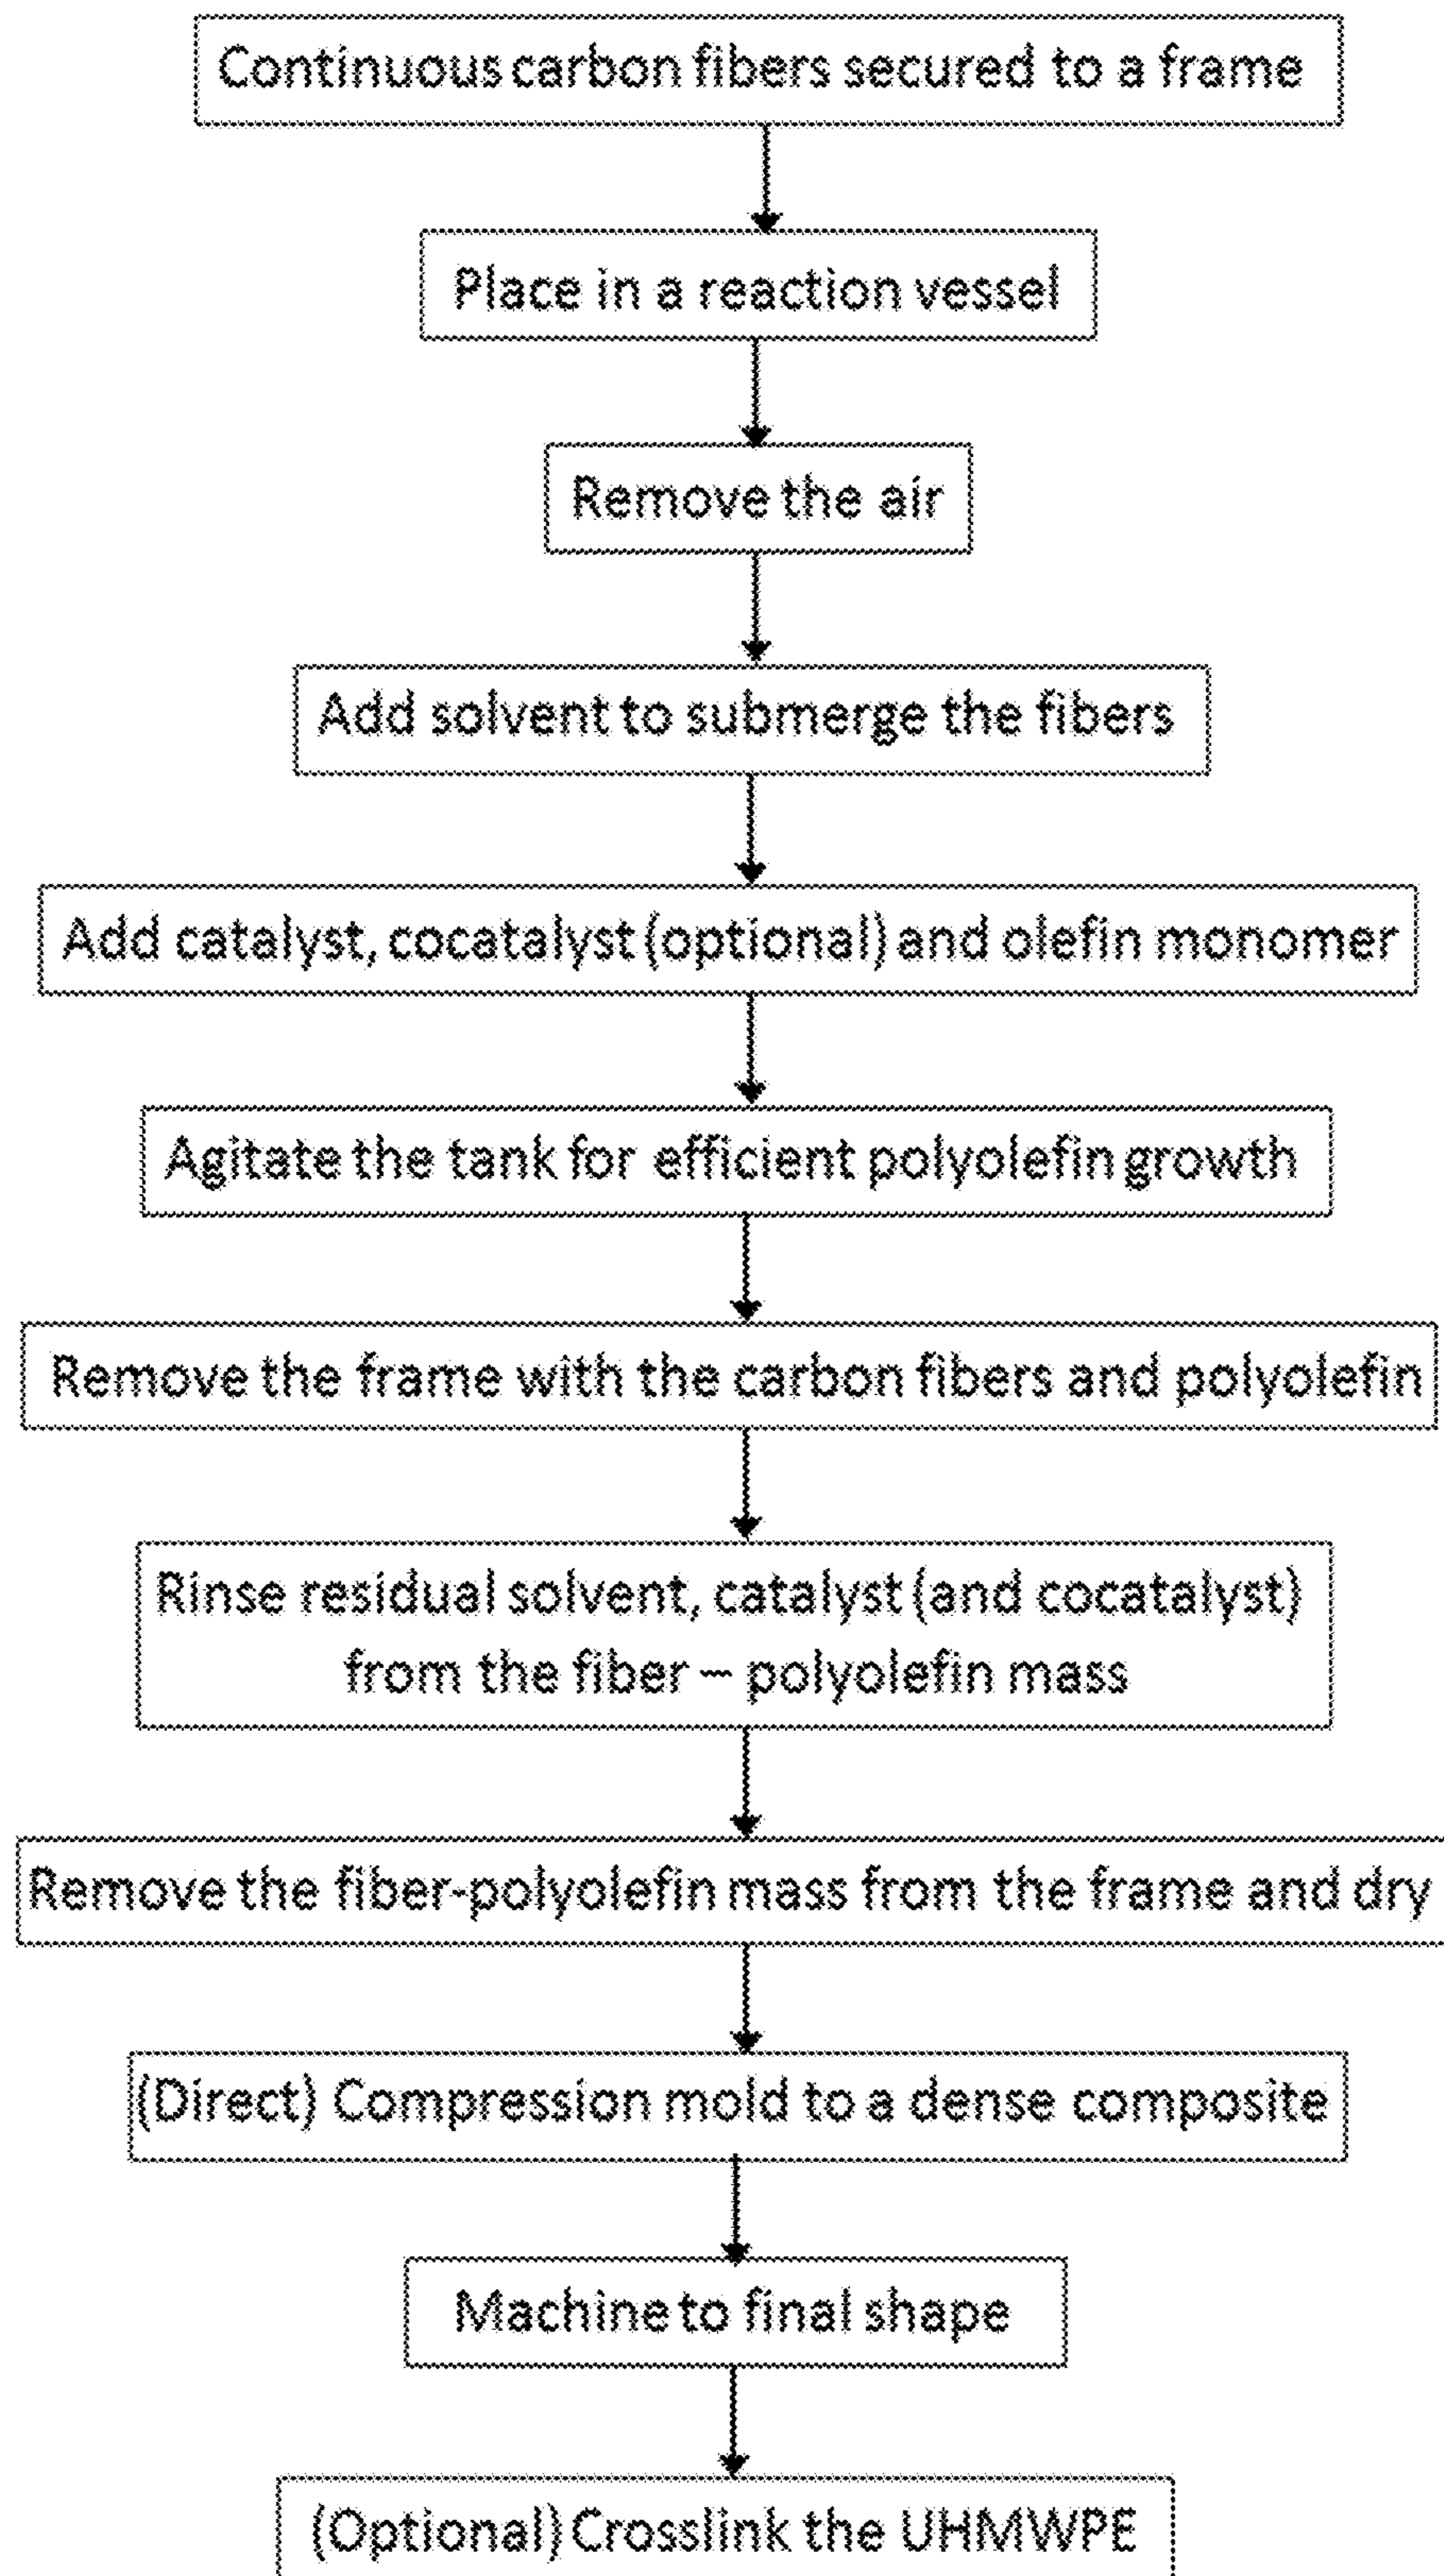 Continuous carbon fibers secured to a frame
Place in a reaction vessel
Remove the air
Add solvent to submerge the fibers
Add catalyst, cocatalyst (optional) and olefin monomer
Agitate the tank for efficient polyolefin growth
Remove the frame with the carbon fibers and polyolefin
Rinse residual solvent, catalyst (and cocatalyst)
from the fiber – polyolefin mass
Remove the fiber-polyolefin mass from the frame and dry
(Direct) Compression mold to a dense composite
Machine to final shape
(Optional) Crosslink the UHMWPE